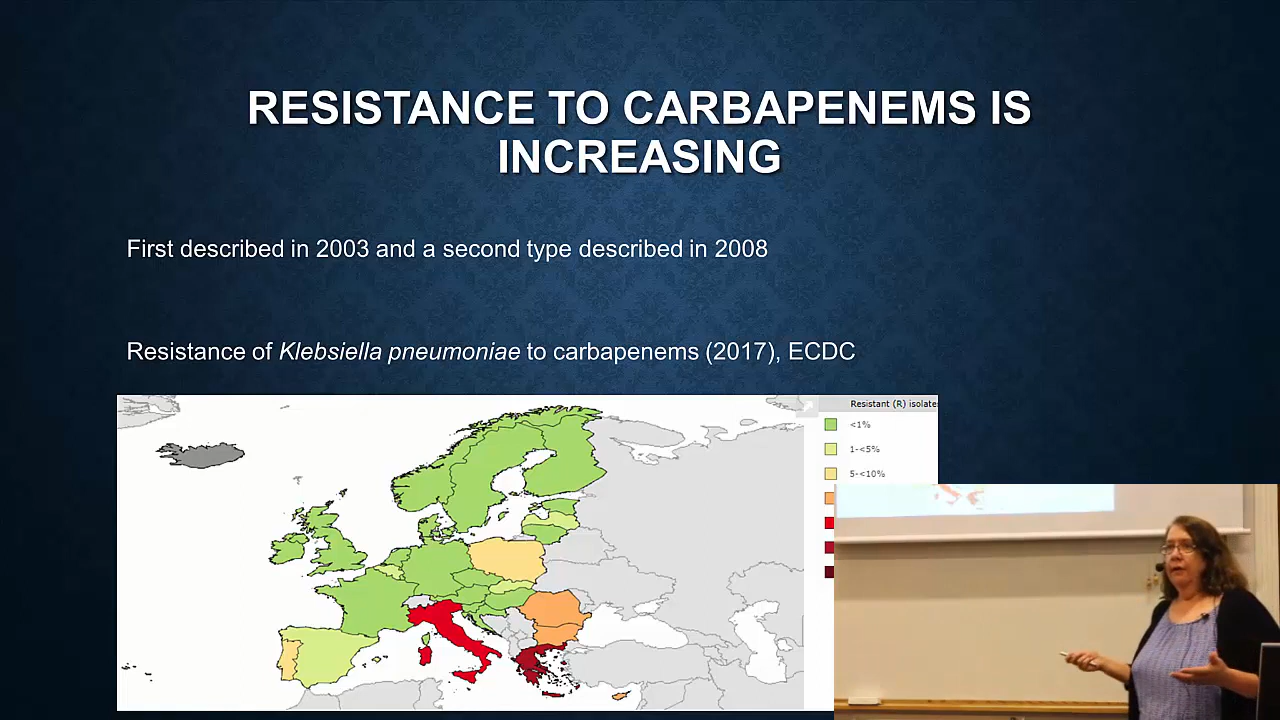 RESISTANCE TO CARBAPENEMS IS
INCREASING
First described in 2003 and a second type described in 2008
Resistance of Klebsiella pneumoniae to carbapenems (2017), ECDC
Resistant (R) isolate
<1%
1-<5%
5-<10%